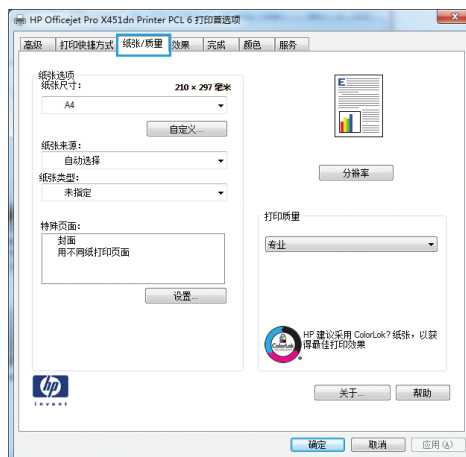 HP Officejet Pro X451dn Printer PCL 6 打印首选项
高级 打印快捷方式 纸张/质量 效果 完成 颜色 服务
纸张选项
纸张尺寸: 210 × 297 毫米
A4
自定义...
纸张来源:
自动选择
纸张类型:
未指定
特殊页面:
封面
用不同纸打印页面
设置...
E
分辨率
打印质量
专业
ColorLok
HP 建议采用 ColorLok? 纸张，以获
得最佳打印效果
hp
invent
关于... 帮助
确定 取消 应用(A)